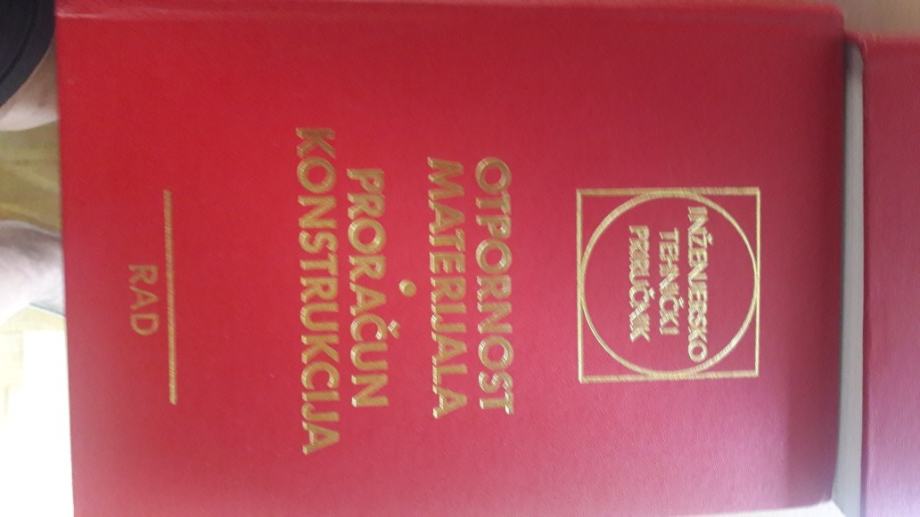 INŽENJERSKO
TEHNIČKI
PRIRUČNIK
OTPORNOST
MATERIJALA
•
PRORAČUN
KONSTRUKCIJA
RAD